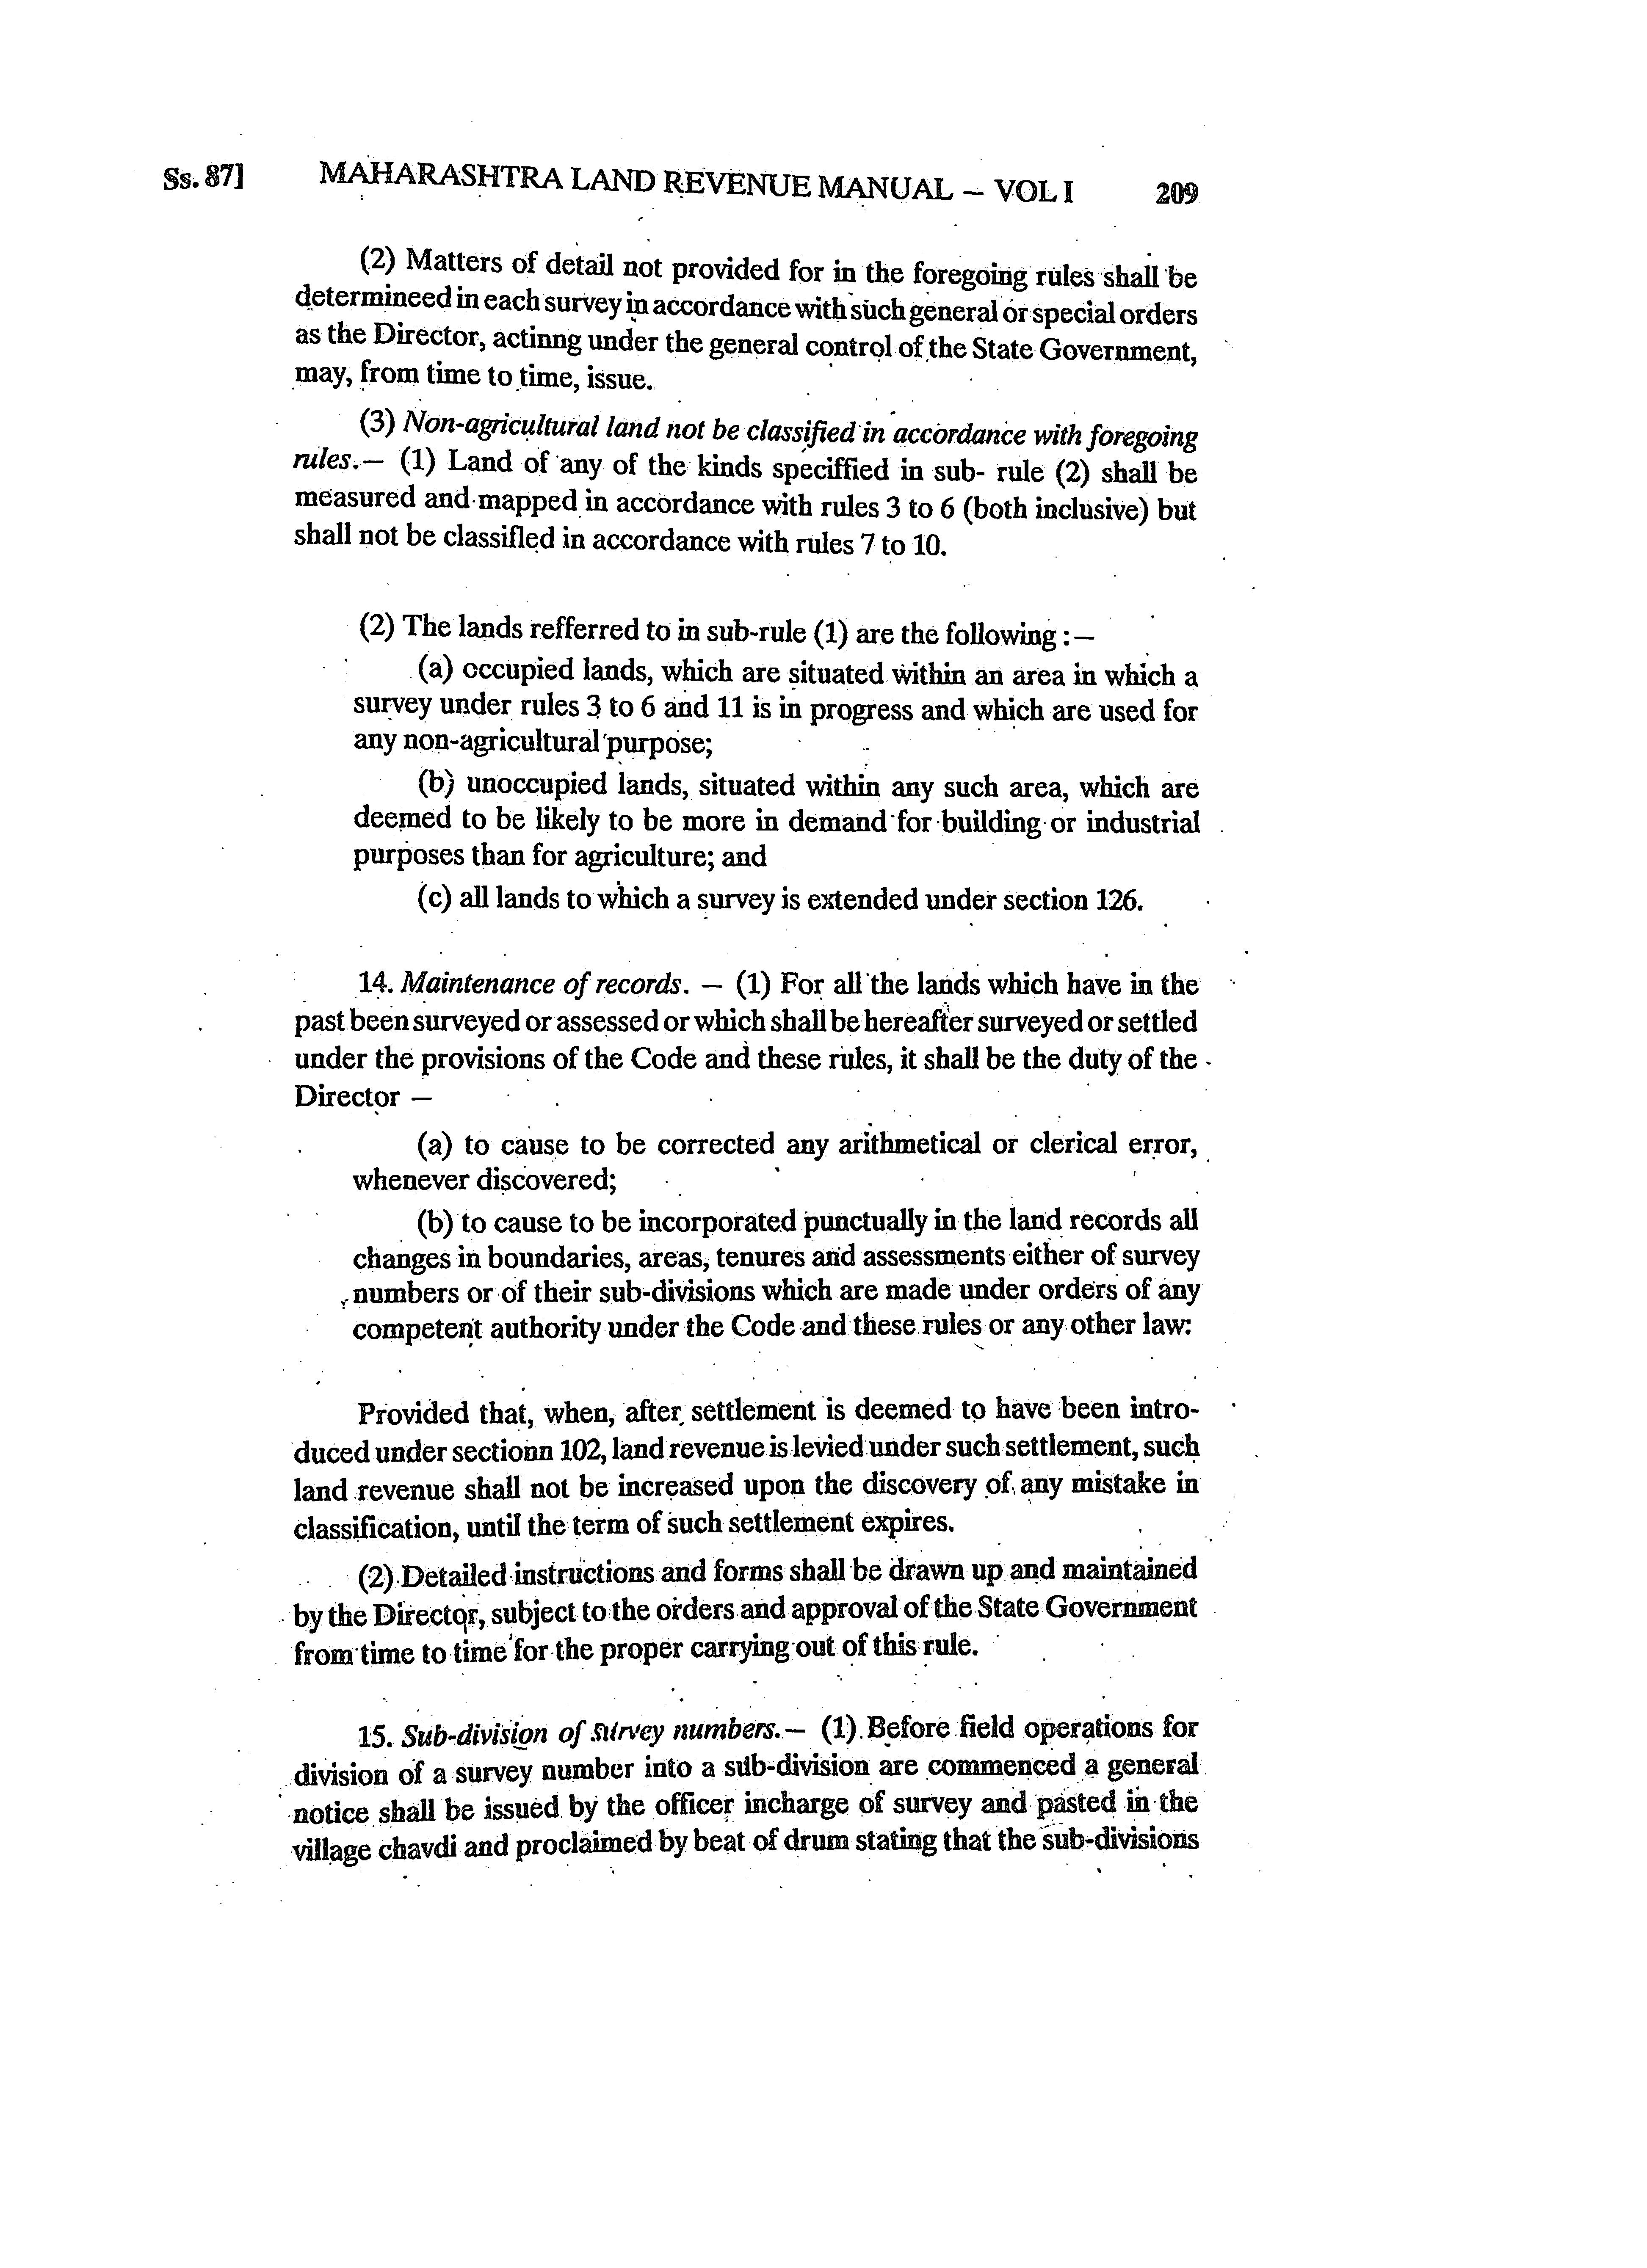 Ss. 87] MAHARASHTRA LAND REVENUE MANUAL – VOL I 209
(2) Matters of detail not provided for in the foregoing rules shall be
determineed in each survey in accordance with such general or special orders
as the Director, actinng under the general control of the State Government,
may, from time to time, issue.
(3) Non-agricultural land not be classified in accordance with foregoing
rules.— (1) Land of any of the kinds speciffied in sub- rule (2) shall be
measured and mapped in accordance with rules 3 to 6 (both inclusive) but
shall not be classified in accordance with rules 7 to 10.
(2) The lands refferred to in sub-rule (1) are the following :—
(a) occupied lands, which are situated within an area in which a
survey under rules 3 to 6 and 11 is in progress and which are used for
any non-agricultural purpose;
(b) unoccupied lands, situated within any such area, which are
deemed to be likely to be more in demand for building or industrial
purposes than for agriculture; and
(c) all lands to which a survey is extended under section 126.
14. Maintenance of records. — (1) For all the lands which have in the
past been surveyed or assessed or which shall be hereafter surveyed or settled
under the provisions of the Code and these rules, it shall be the duty of the
Director —
(a) to cause to be corrected any arithmetical or clerical error,
whenever discovered;
(b) to cause to be incorporated punctually in the land records all
changes in boundaries, areas, tenures and assessments either of survey
numbers or of their sub-divisions which are made under orders of any
competent authority under the Code and these rules or any other law:
Provided that, when, after settlement is deemed to have been intro-
duced under sectionn 102, land revenue is levied under such settlement, such
land revenue shall not be increased upon the discovery of any mistake in
classification, until the term of such settlement expires.
(2) Detailed instructions and forms shall be drawn up and maintained
by the Director, subject to the orders and approval of the State Government
from time to time for the proper carrying out of this rule.
15. Sub-division of survey numbers.— (1) Before field operations for
division of a survey number into a sub-division are commenced a general
notice shall be issued by the officer incharge of survey and pasted in the
village chavdi and proclaimed by beat of drum stating that the sub-divisions